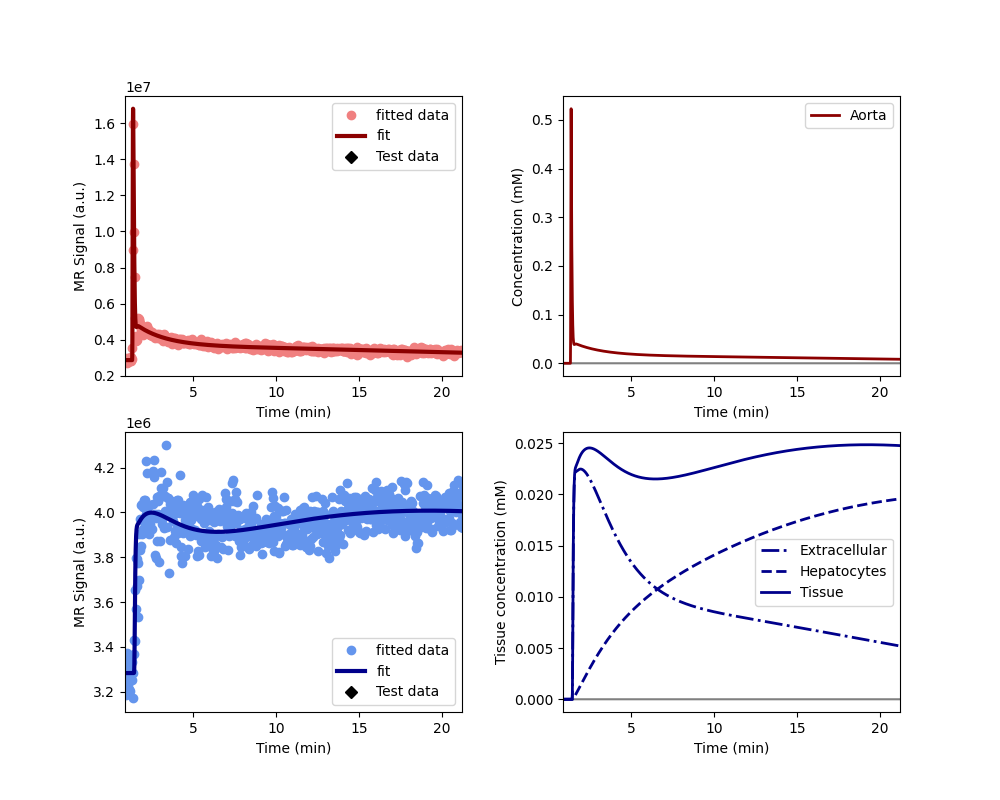 1e7
MR Signal (a.u.)
1.6
1.4
1.2
1.0
0.8
0.6
0.4
0.2
5
10
15
20
Time (min)
fitted data
fit
Test data
Concentration (mM)
0.5
0.4
0.3
0.2
0.1
0.0
5
10
15
20
Time (min)
Aorta
1e6
MR Signal (a.u.)
4.2
4.0
3.8
3.6
3.4
3.2
5
10
15
20
Time (min)
fitted data
fit
Test data
Tissue concentration (mM)
0.025
0.020
0.015
0.010
0.005
0.000
5
10
15
20
Time (min)
Extracellular
Hepatocytes
Tissue